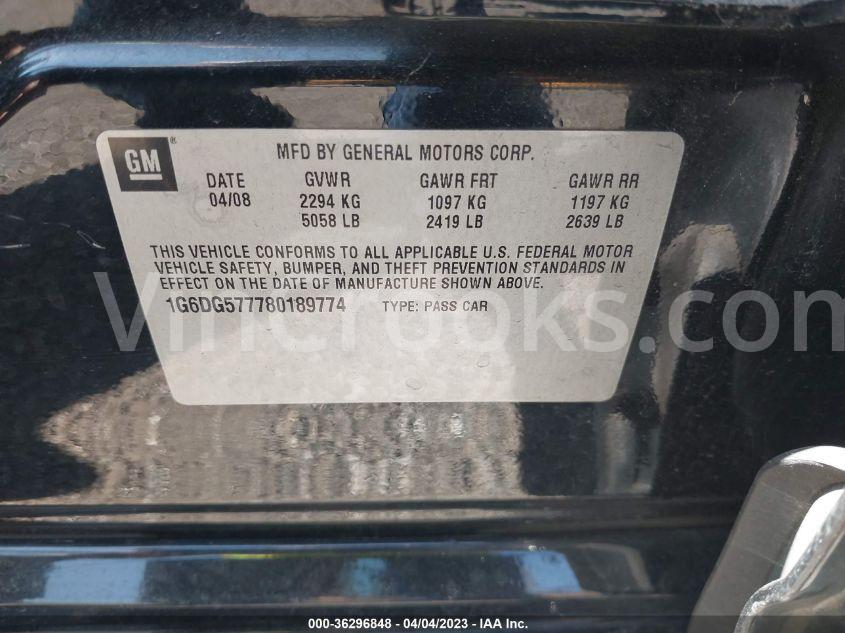 GM ® MFD BY GENERAL MOTORS CORP.
DATE GVWR GAWR FRT GAWR RR
04/08 2294 KG 1097 KG 1197 KG
5058 LB 2419 LB 2639 LB
THIS VEHICLE CONFORMS TO ALL APPLICABLE U.S. FEDERAL MOTOR
VEHICLE SAFETY, BUMPER, AND THEFT PREVENTION STANDARDS IN
EFFECT ON THE DATE OF MANUFACTURE SHOWN ABOVE.
1G6DG577780189774 TYPE: PASS CAR
VinCrooks.com
000-36296848 - 04/04/2023 - IAA Inc.